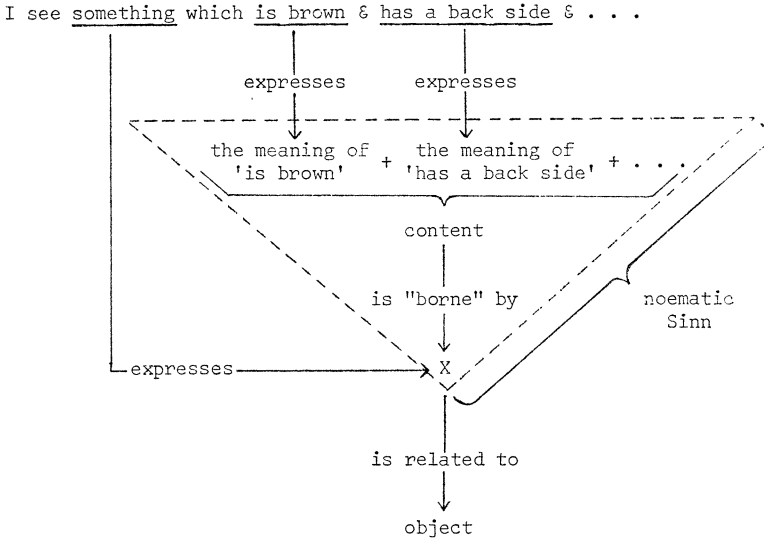 I see something which is brown & has a back side & . . .
expresses expresses
the meaning of + the meaning of + . . .
'is brown' 'has a back side'
content
is "borne" by
noematic
Sinn
expresses X
is related to
object